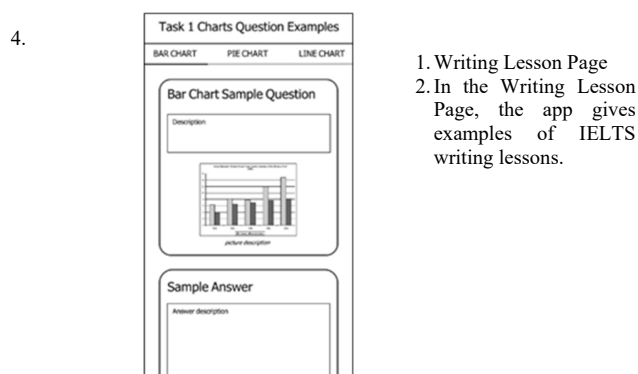 4.
Task 1 Charts Question Examples
BAR CHART PIE CHART LINE CHART
Bar Chart Sample Question
Description
picture description
Sample Answer
Answer description
1. Writing Lesson Page
2. In the Writing Lesson
Page, the app gives
examples of IELTS
writing lessons.